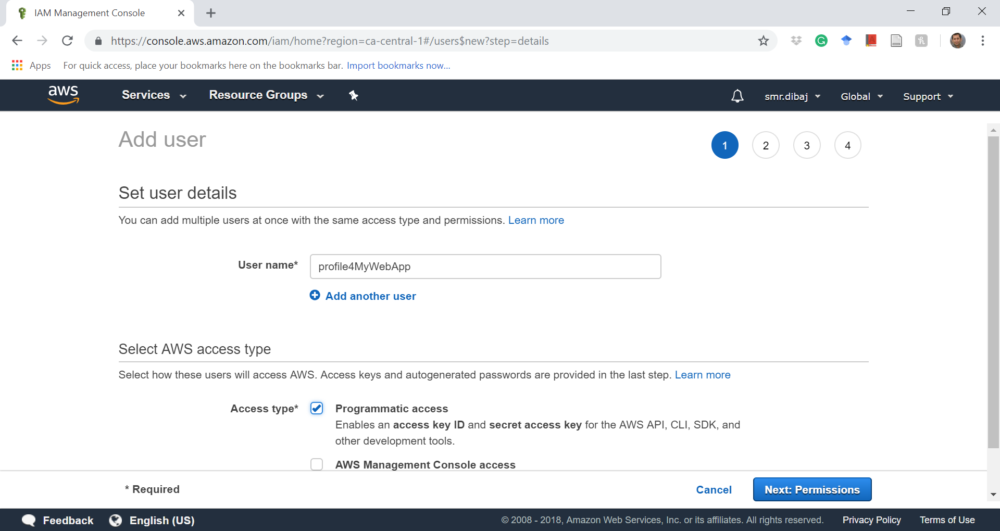 IAM Management Console
https://console.aws.amazon.com/iam/home?region=ca-central-1#/users$new?step=details
Apps For quick access, place your bookmarks here on the bookmarks bar. Import bookmarks now...
aws Services Resource Groups smr.dibaj Global Support
Add user 1 2 3 4
Set user details
You can add multiple users at once with the same access type and permissions. Learn more
User name* profile4MyWebApp
Add another user
Select AWS access type
Select how these users will access AWS. Access keys and autogenerated passwords are provided in the last step. Learn more
Access type* Programmatic access
Enables an access key ID and secret access key for the AWS API, CLI, SDK, and
other development tools.
AWS Management Console access
* Required Cancel Next: Permissions
Feedback English (US) © 2008 - 2018, Amazon Web Services, Inc. or its affiliates. All rights reserved. Privacy Policy Terms of Use